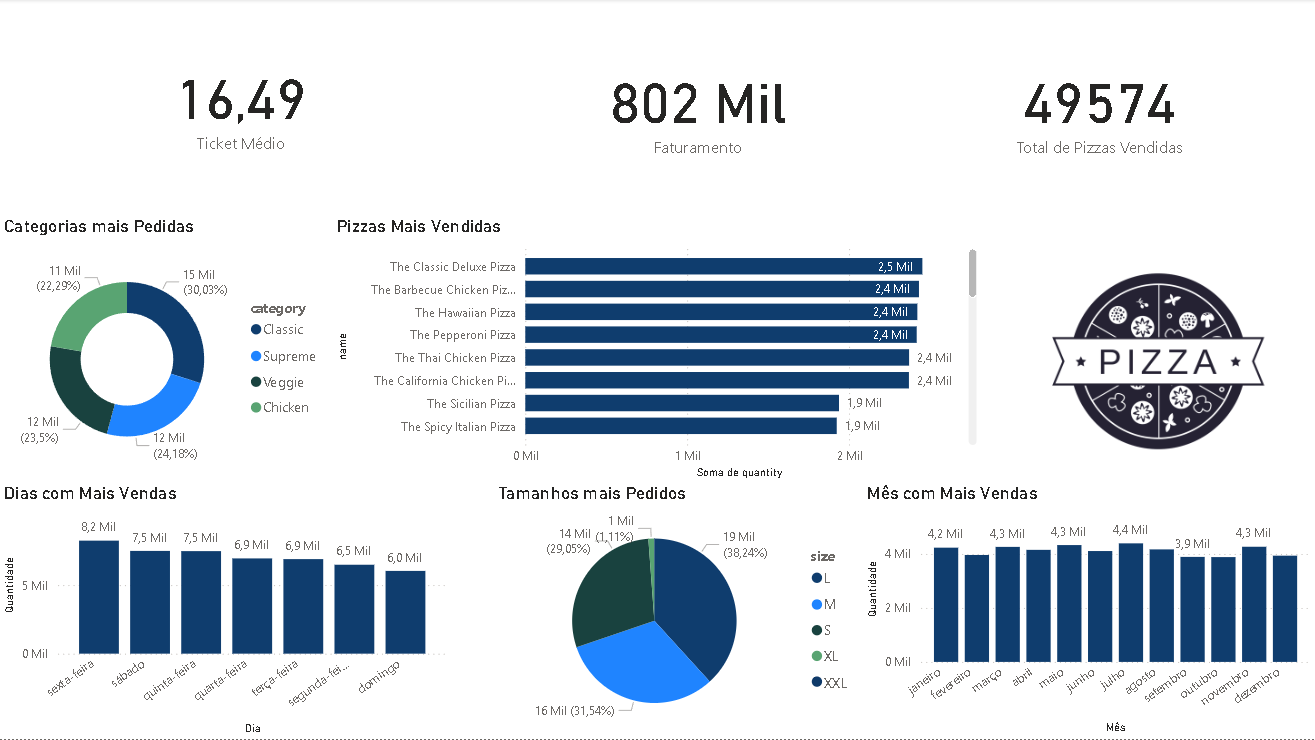 16,49
Ticket Médio
802 Mil
Faturamento
49574
Total de Pizzas Vendidas
Categorias mais Pedidas
11 Mil
(22,29%)
15 Mil
(30,03%)
12 Mil
(23,5%)
12 Mil
(24,18%)
category
Classic
Supreme
Veggie
Chicken
Pizzas Mais Vendidas
name
The Classic Deluxe Pizza
2,5 Mil
The Barbecue Chicken Piz...
2,4 Mil
The Hawaiian Pizza
2,4 Mil
The Pepperoni Pizza
2,4 Mil
The Thai Chicken Pizza
2,4 Mil
The California Chicken Pi...
2,4 Mil
The Sicilian Pizza
1,9 Mil
The Spicy Italian Pizza
1,9 Mil
0 Mil
1 Mil
2 Mil
Soma de quantity
PIZZA
Dias com Mais Vendas
Quantidade
5 Mil
0 Mil
8,2 Mil
7,5 Mil
7,5 Mil
6,9 Mil
6,9 Mil
6,5 Mil
6,0 Mil
sexta-feira
sábado
quinta-feira
quarta-feira
terça-feira
segunda-fei...
domingo
Dia
Tamanhos mais Pedidos
1 Mil
(1,11%)
14 Mil
(29,05%)
19 Mil
(38,24%)
16 Mil (31,54%)
size
L
M
S
XL
XXL
Mês com Mais Vendas
Quantidade
4 Mil
2 Mil
0 Mil
4,2 Mil
4,3 Mil
4,3 Mil
4,4 Mil
3,9 Mil
4,3 Mil
janeiro
fevereiro
março
abril
maio
junho
julho
agosto
setembro
outubro
novembro
dezembro
Mês